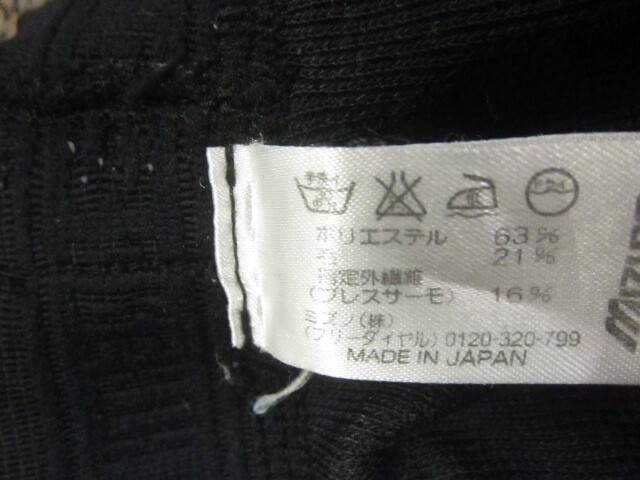 ポリエステル 63%
毛 21%
指定外繊維
(ブレスサーモ) 16%
ミズノ(株)
(フリーダイヤル) 0120-320-799
MADE IN JAPAN